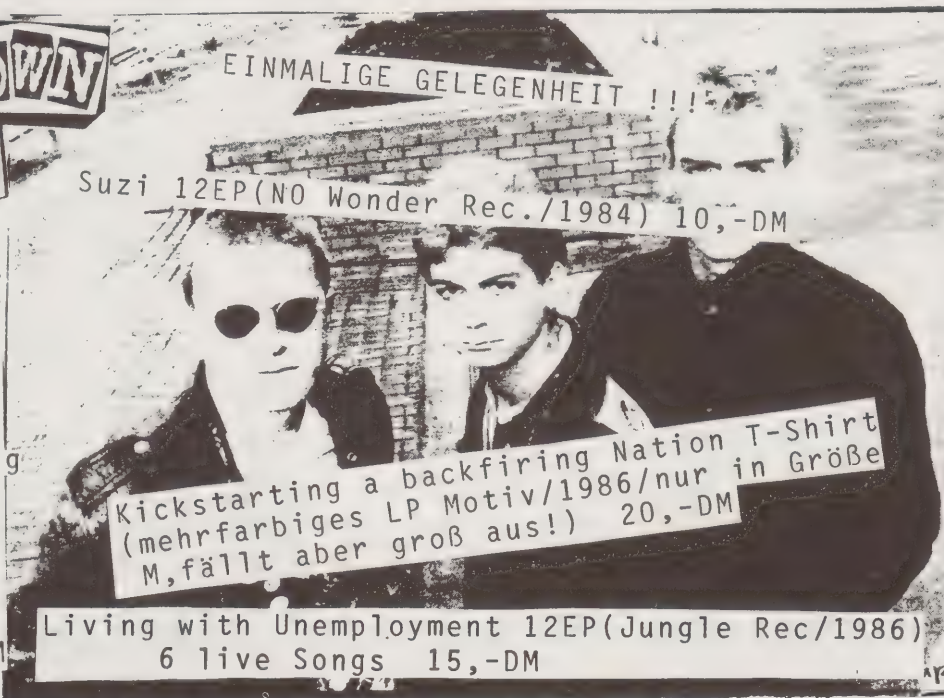 WN
EINMALIGE GELEGENHEIT !!!
Suzi 12EP(NO Wonder Rec./1984) 10,-DM
g
Kickstarting a backfiring Nation T-Shirt
(mehrfarbiges LP Motiv/1986/nur in Größe
M,fällt aber groß aus!) 20,-DM
Living with Unemployment 12EP(Jungle Rec/1986)
6 live Songs 15,-DM